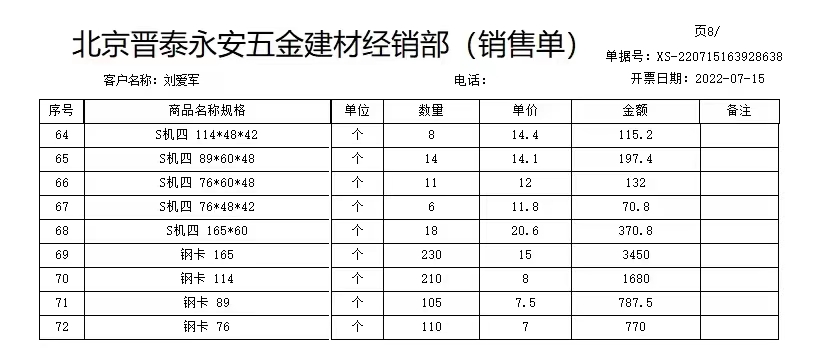 页8/
北京晋泰永安五金建材经销部（销售单）
单据号: XS-220715163928638
客户名称: 刘爱军 电话: 开票日期: 2022-07-15
序号 商品名称规格 单位 数量 单价 金额 备注
64 S机四 114*48*42 个 8 14.4 115.2
65 S机四 89*60*48 个 14 14.1 197.4
66 S机四 76*60*48 个 11 12 132
67 S机四 76*48*42 个 6 11.8 70.8
68 S机四 165*60 个 18 20.6 370.8
69 钢卡 165 个 230 15 3450
70 钢卡 114 个 210 8 1680
71 钢卡 89 个 105 7.5 787.5
72 钢卡 76 个 110 7 770